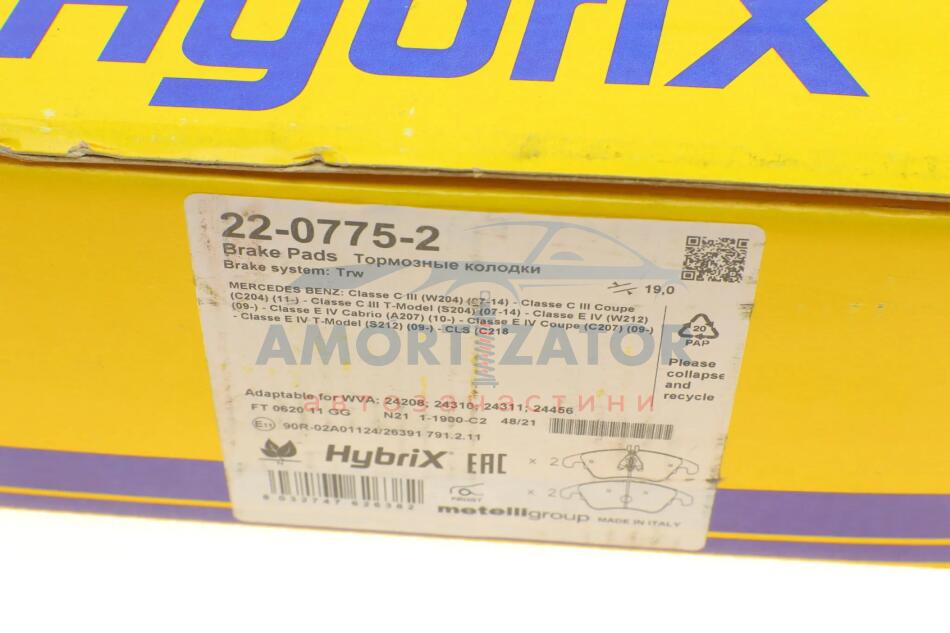 HybriX
22-0775-2
Brake Pads Тормозные колодки
Brake system: Trw
19,0
MERCEDES BENZ: Classe C III (W204) (07-14) - Classe C III Coupe
(C204) (11-) - Classe C III T-Model (S204) (07-14) - Classe E IV (W212)
(09-) - Classe E IV Cabrio (A207) (10-) - Classe E IV Coupe (C207) (09-)
- Classe E IV T-Model (S212) (09-) - CLS (C218
AMORTIZATOR
автозапчастини
20
PAP
Please
collapse
and
recycle
Adaptable for WVA: 24208; 24310; 24311; 24456
FT 0620 11 GG N21 1-1900-C2 48/21
E11 90R-02A01124/26391 791.2.11
HybriX EAC × 2
× 2
FRONT
metelligroup MADE IN ITALY
8 032747 626382